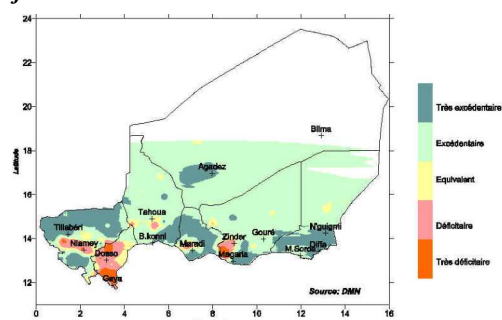 24
22
20
18
16
14
12
Latitude
Bilma
Agadez
Tahoua
Tillabéri
N'guigmi
B.konni
Zinder
Gouré
Niamey
Maradi
Diffa
M.Soroa
Dosso
Magaria
Gaya
Source: DMN
0 2 4 6 8 10 12 14 16
Très excédentaire
Excédentaire
Equivalent
Déficitaire
Très déficitaire